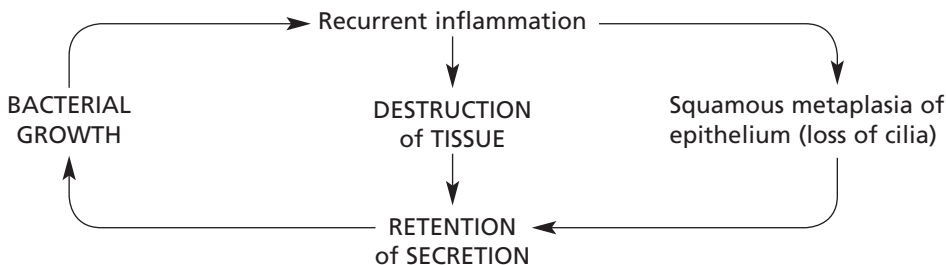 Recurrent inflammation
BACTERIAL
GROWTH
DESTRUCTION
of TISSUE
Squamous metaplasia of
epithelium (loss of cilia)
RETENTION
of SECRETION